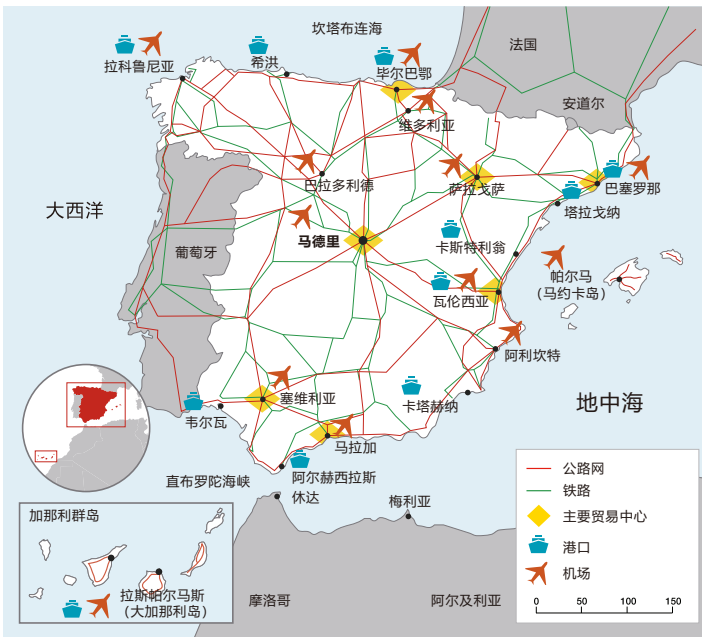 坎塔布连海
法国
拉科鲁尼亚
希洪
毕尔巴鄂
安道尔
维多利亚
巴拉多利德
萨拉戈萨
巴塞罗那
塔拉戈纳
大西洋
马德里
卡斯特利翁
葡萄牙
帕尔马
(马约卡岛)
瓦伦西亚
阿利坎特
塞维利亚
卡塔赫纳
地中海
韦尔瓦
马拉加
直布罗陀海峡
阿尔赫西拉斯
休达
梅利亚
加那利群岛
拉斯帕尔马斯
(大加那利岛)
摩洛哥
阿尔及利亚
公路网
铁路
主要贸易中心
港口
机场
0 50 100 150